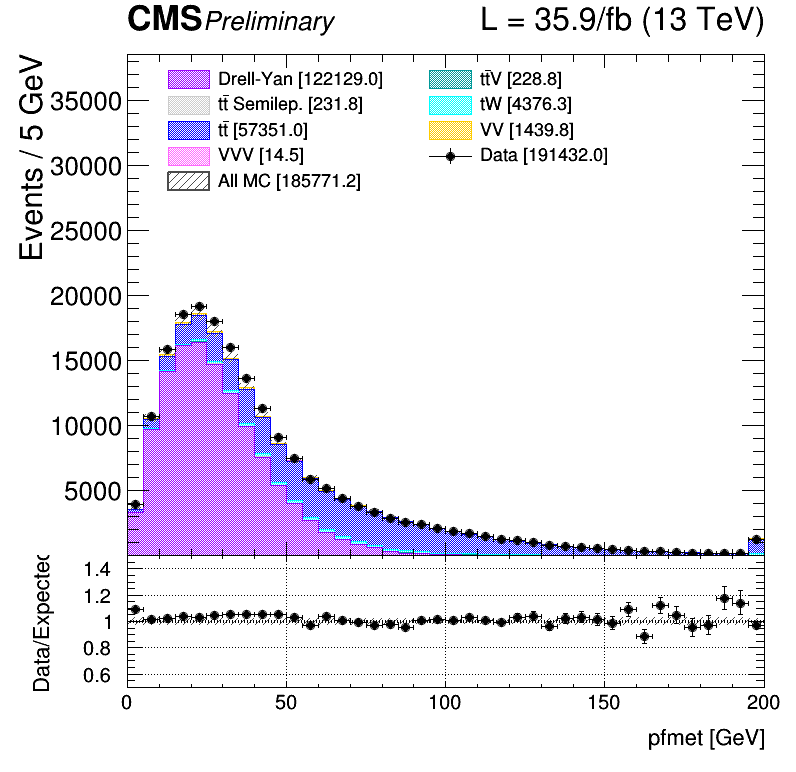 CMS Preliminary L = 35.9/fb (13 TeV)
Events / 5 GeV
35000
30000
25000
20000
15000
10000
5000
Drell-Yan [122129.0]
tt̄ Semilep. [231.8]
tt̄ [57351.0]
VVV [14.5]
All MC [185771.2]
tt̄V [228.8]
tW [4376.3]
VV [1439.8]
Data [191432.0]
Data/Expected
1.4
1.2
1
0.8
0.6
0 50 100 150 200
pfmet [GeV]